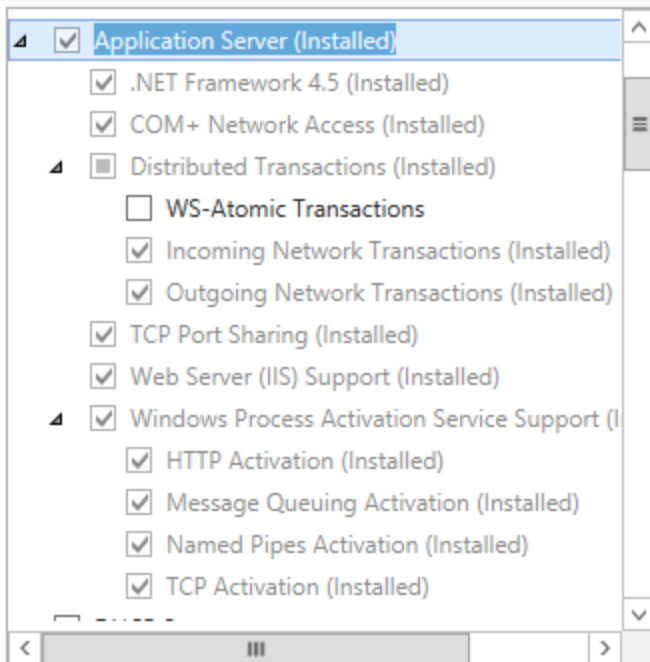 Application Server (Installed)
.NET Framework 4.5 (Installed)
COM+ Network Access (Installed)
Distributed Transactions (Installed)
WS-Atomic Transactions
Incoming Network Transactions (Installed)
Outgoing Network Transactions (Installed)
TCP Port Sharing (Installed)
Web Server (IIS) Support (Installed)
Windows Process Activation Service Support (I
HTTP Activation (Installed)
Message Queuing Activation (Installed)
Named Pipes Activation (Installed)
TCP Activation (Installed)